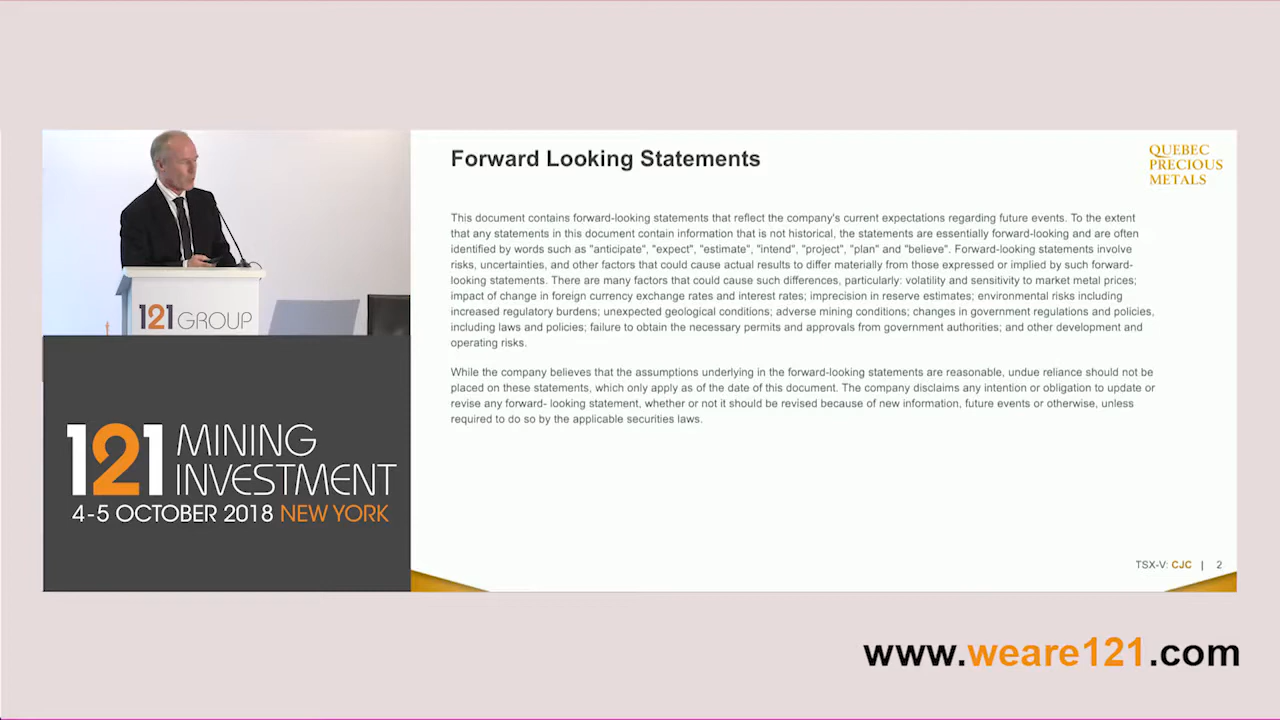 121 GROUP
121 MINING
INVESTMENT
4-5 OCTOBER 2018 NEW YORK
Forward Looking Statements
QUEBEC
PRECIOUS
METALS
This document contains forward-looking statements that reflect the company's current expectations regarding future events. To the extent
that any statements in this document contain information that is not historical, the statements are essentially forward-looking and are often
identified by words such as "anticipate", "expect", "estimate", "intend", "project", "plan" and "believe". Forward-looking statements involve
risks, uncertainties, and other factors that could cause actual results to differ materially from those expressed or implied by such forward-
looking statements. There are many factors that could cause such differences, particularly: volatility and sensitivity to market metal prices;
impact of change in foreign currency exchange rates and interest rates; imprecision in reserve estimates; environmental risks including
increased regulatory burdens; unexpected geological conditions; adverse mining conditions; changes in government regulations and policies,
including laws and policies; failure to obtain the necessary permits and approvals from government authorities; and other development and
operating risks.
While the company believes that the assumptions underlying in the forward-looking statements are reasonable, undue reliance should not be
placed on these statements, which only apply as of the date of this document. The company disclaims any intention or obligation to update or
revise any forward- looking statement, whether or not it should be revised because of new information, future events or otherwise, unless
required to do so by the applicable securities laws.
TSX-V: CJC | 2
www.weare121.com